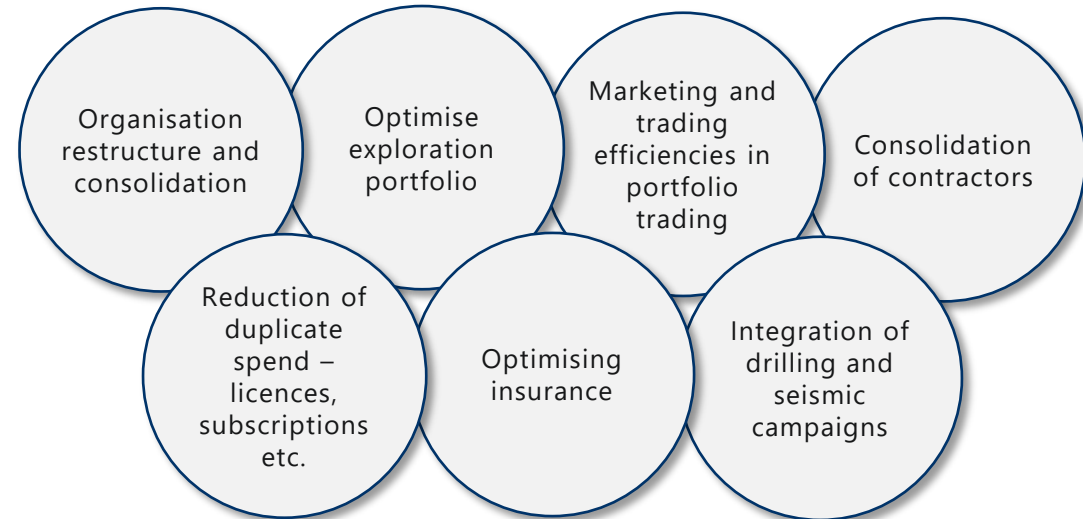 Organisation
restructure and
consolidation
Optimise
exploration
portfolio
Marketing and
trading
efficiencies in
portfolio
trading
Consolidation
of contractors
Reduction of
duplicate
spend –
licences,
subscriptions
etc.
Optimising
insurance
Integration of
drilling and
seismic
campaigns